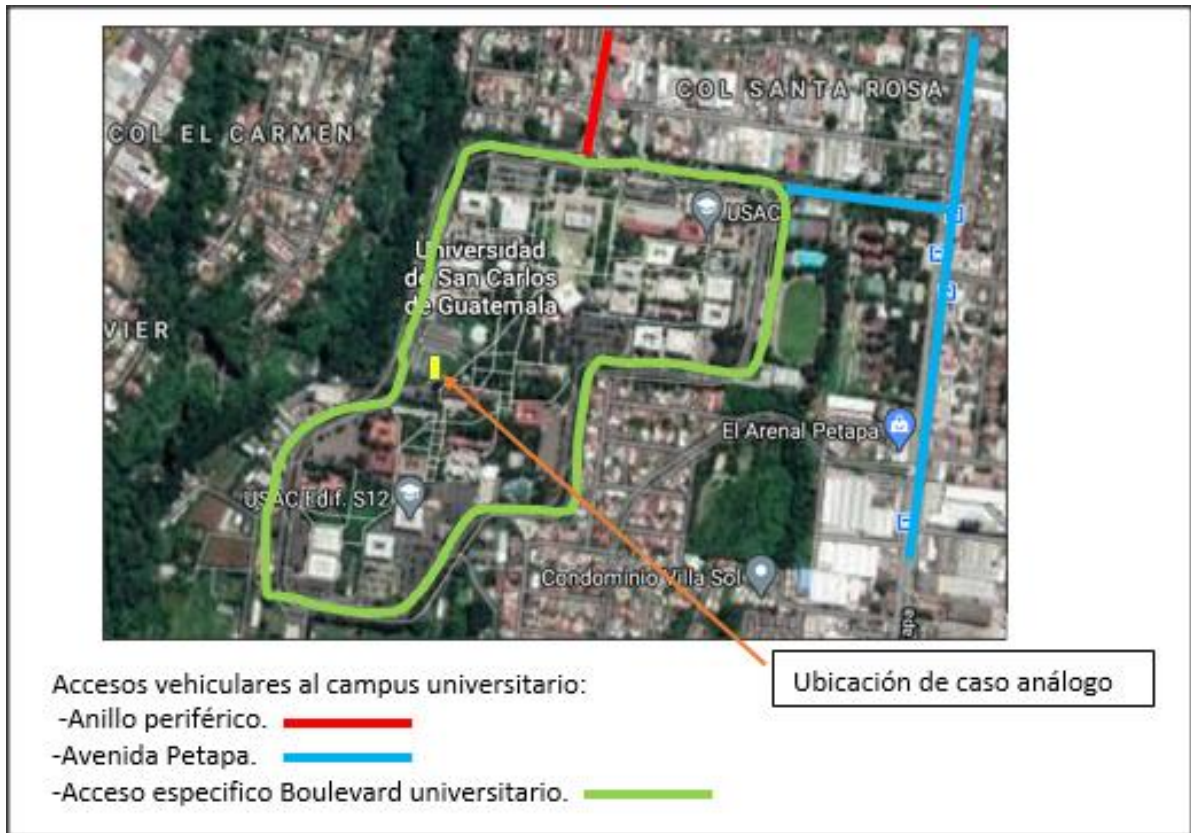 COL SANTA ROSA
COL EL CARMEN
USAC
Universidad
de San Carlos
de Guatemala
VIER
El Arenal Petapa
USAC Edif. S12
Condominio Villa Sol
Ubicación de caso análogo
Accesos vehiculares al campus universitario:
-Anillo periférico.
-Avenida Petapa.
-Acceso especifico Boulevard universitario.